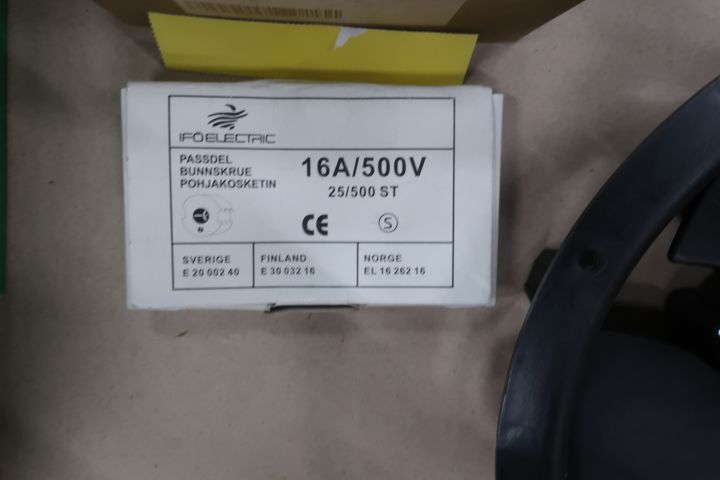 IFÖ ELECTRIC
PASSDEL
BUNNSKRUE
POHJAKOSKETIN
16A/500V
25/500 ST
CE
S
SVERIGE
E 20 002 40
FINLAND
E 30 032 16
NORGE
EL 16 262 16